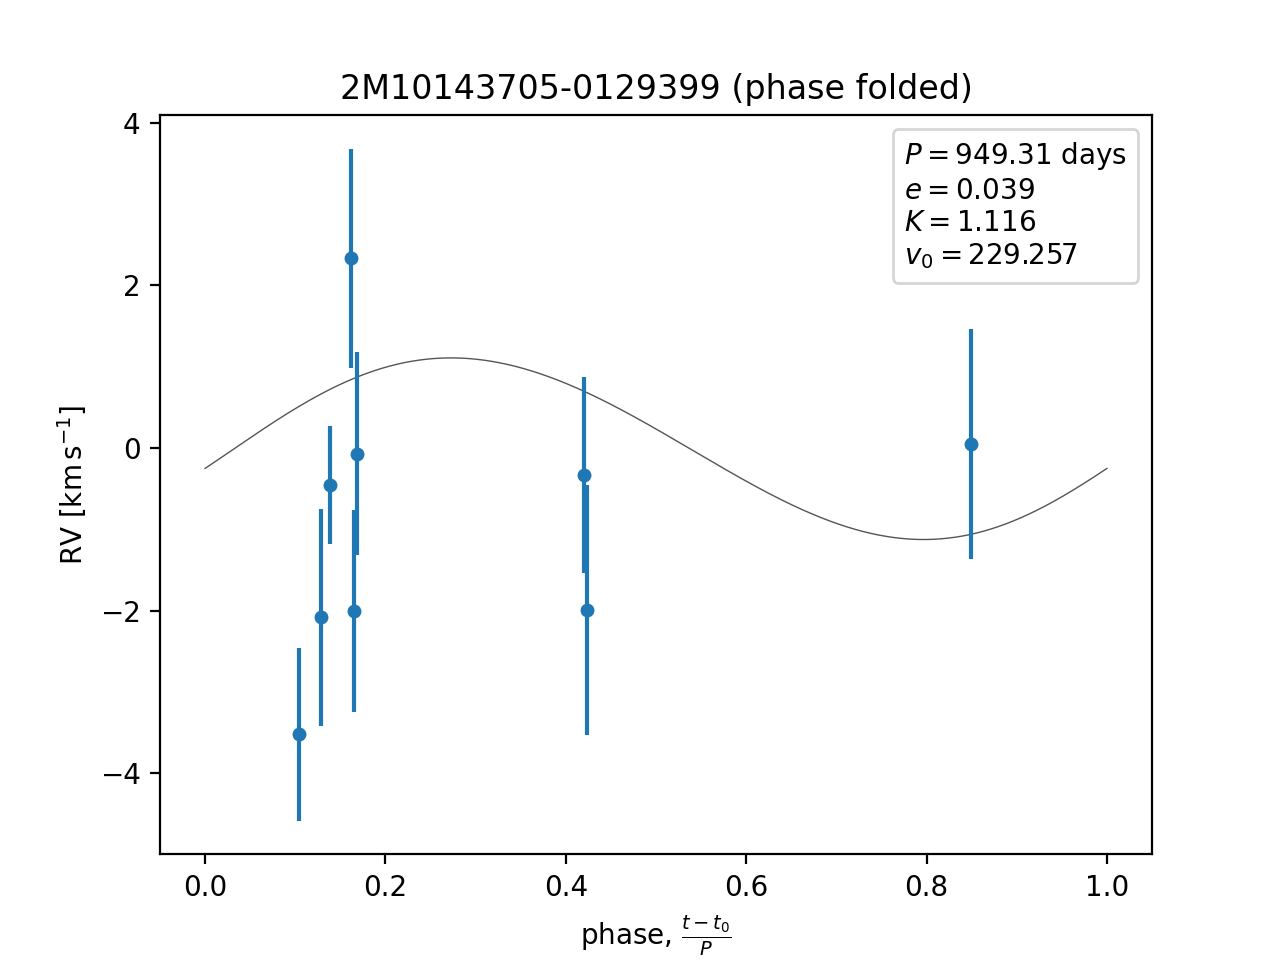 2M10143705-0129399 (phase folded)
P = 949.31 days
e = 0.039
K = 1.116
v₀ = 229.257
4
2
0
−2
−4
RV [km s⁻¹]
0.0 0.2 0.4 0.6 0.8 1.0
phase, (t − t₀)/P